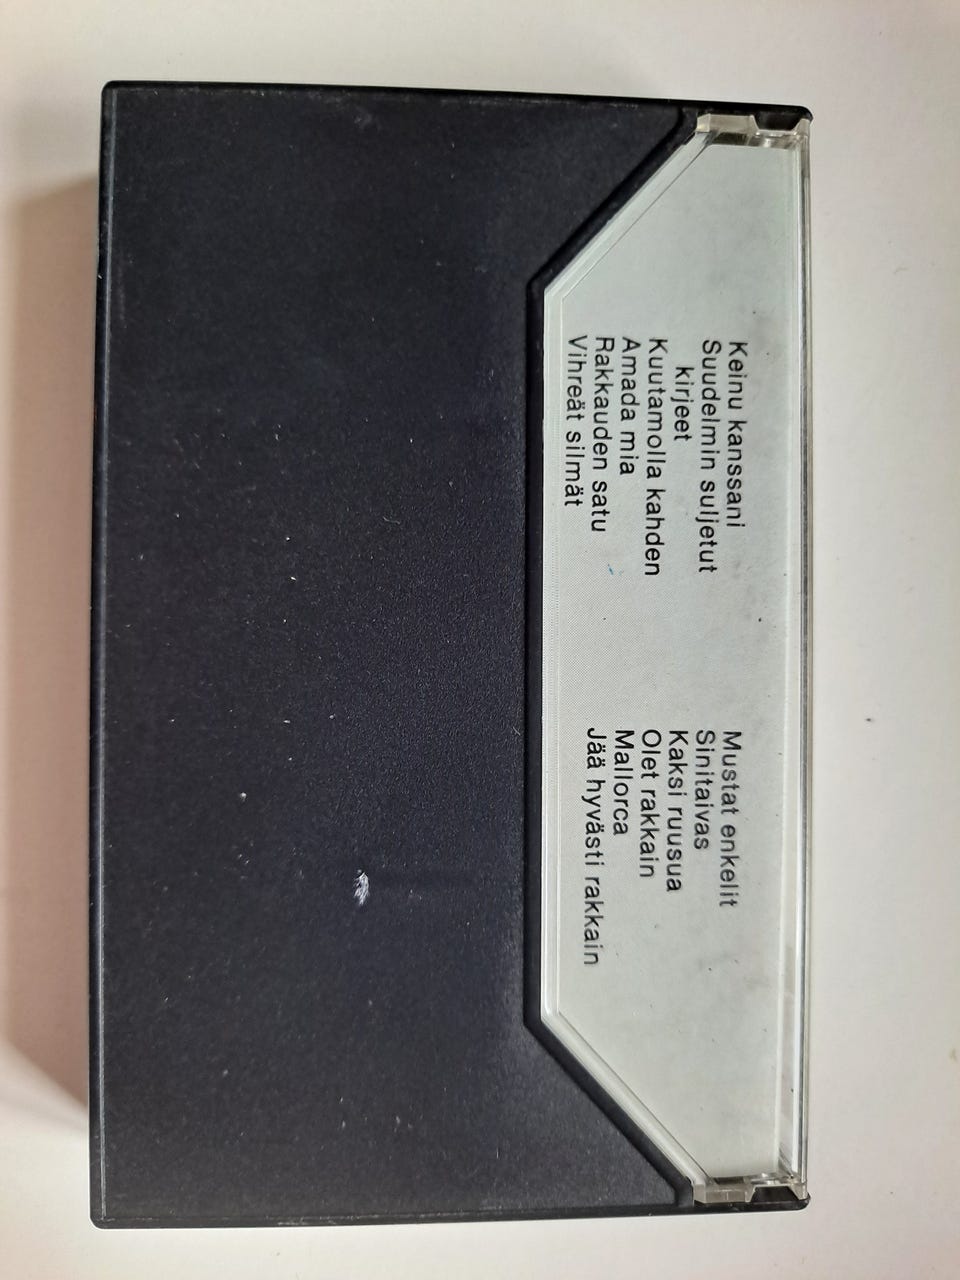 Keinu kanssani
Suudelmin suljetut
kirjeet
Kuutamolla kahden
Amada mia
Rakkauden satu
Vihreät silmät
Mustat enkelit
Sinitaivas
Kaksi ruusua
Olet rakkain
Mallorca
Jää hyvästi rakkain